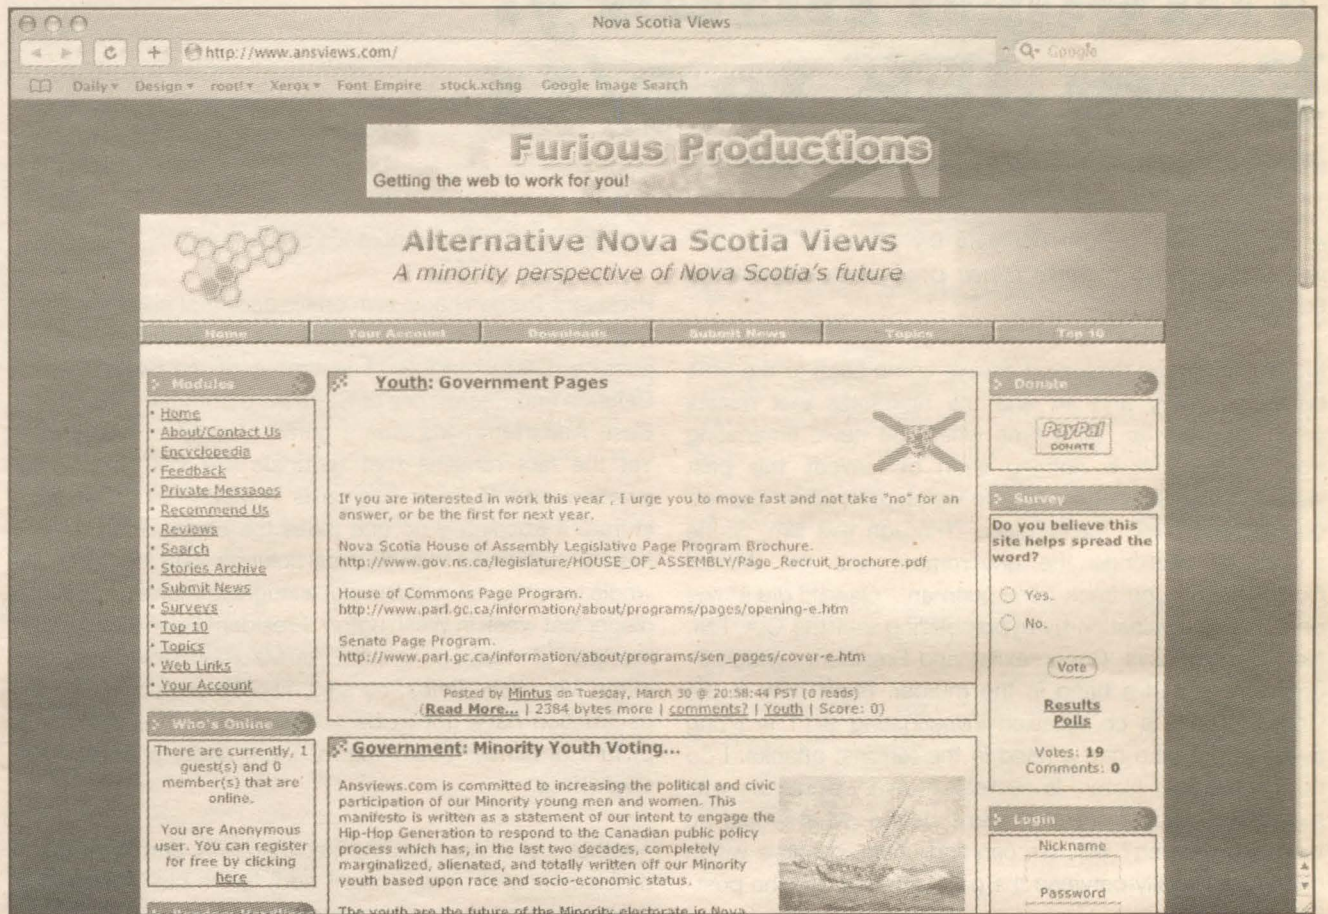 Nova Scotia Views
http://www.ansviews.com/
Google
Daily Design root! Xerox Font Empire stock.xchng Google Image Search
Furious Productions
Getting the web to work for you!
Alternative Nova Scotia Views
A minority perspective of Nova Scotia's future
Home Your Account Downloads Submit News Topics Top 10
Modules
• Home
• About/Contact Us
• Encyclopedia
• Feedback
• Private Messages
• Recommend Us
• Reviews
• Search
• Stories Archive
• Submit News
• Surveys
• Top 10
• Topics
• Web Links
• Your Account
Who's Online
There are currently, 1
guest(s) and 0
member(s) that are
online.
You are Anonymous
user. You can register
for free by clicking
here
Youth: Government Pages
If you are interested in work this year , I urge you to move fast and not take "no" for an
answer, or be the first for next year.
Nova Scotia House of Assembly Legislative Page Program Brochure.
http://www.gov.ns.ca/legislature/HOUSE_OF_ASSEMBLY/Page_Recruit_brochure.pdf
House of Commons Page Program.
http://www.parl.gc.ca/information/about/programs/pages/opening-e.htm
Senate Page Program.
http://www.parl.gc.ca/information/about/programs/sen_pages/cover-e.htm
Posted by Mintus on Tuesday, March 30 @ 20:58:44 PST (0 reads)
(Read More... | 2384 bytes more | comments? | Youth | Score: 0)
Government: Minority Youth Voting...
Ansviews.com is committed to increasing the political and civic
participation of our Minority young men and women. This
manifesto is written as a statement of our intent to engage the
Hip-Hop Generation to respond to the Canadian public policy
process which has, in the last two decades, completely
marginalized, alienated, and totally written off our Minority
youth based upon race and socio-economic status.
The youth are the future of the Minority electorate in Nova
Donate
PayPal
DONATE
Survey
Do you believe this
site helps spread the
word?
Yes.
No.
Vote
Results
Polls
Votes: 19
Comments: 0
Login
Nickname
Password